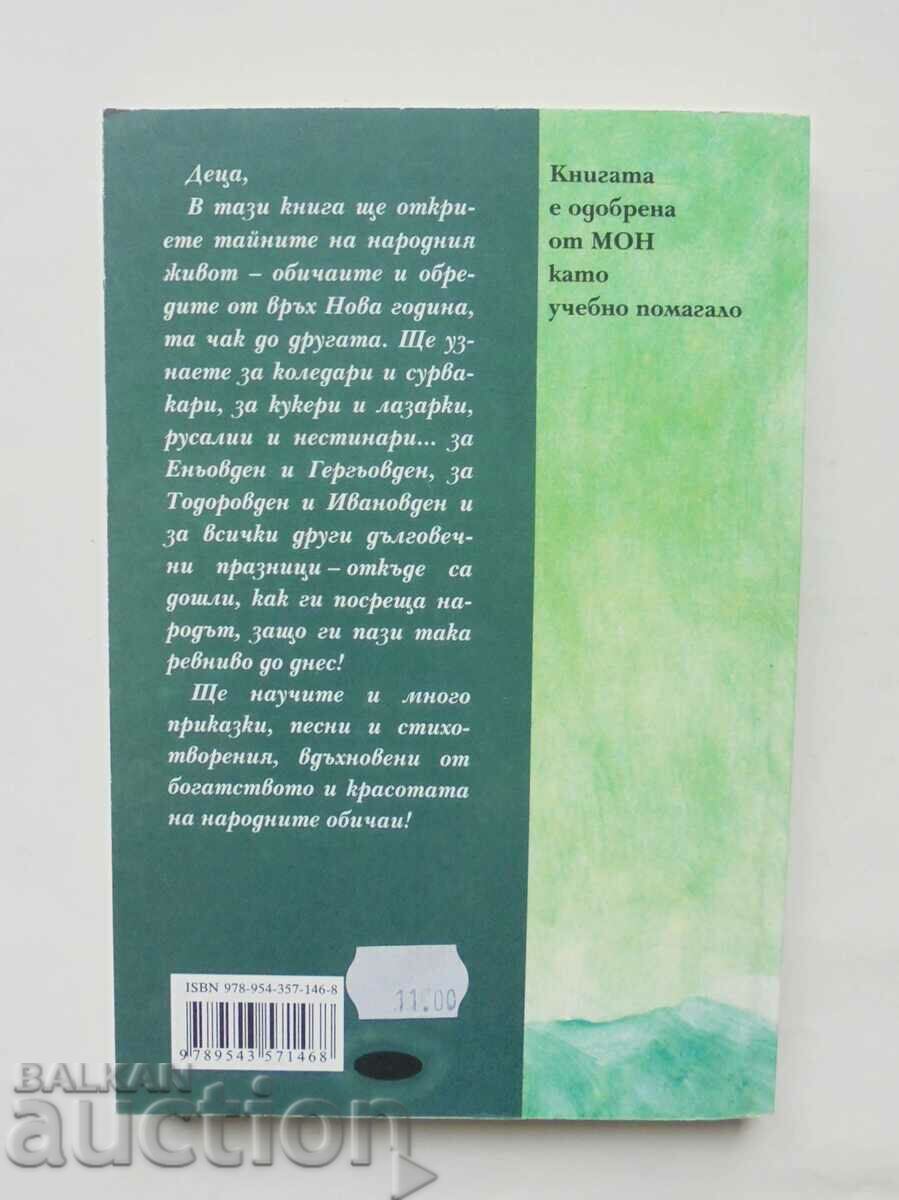 Деца,
В тази книга ще откри-
ете тайните на народния
живот – обичаите и обре-
дите от връх Нова година,
та чак до другата. Ще уз-
наете за коледари и сурва-
кари, за кукери и лазарки,
русалии и нестинари... за
Еньовден и Гергьовден, за
Тодоровден и Ивановден и
за всички други дълговеч-
ни празници – откъде са
дошли, как ги посреща на-
родът, защо ги пази така
ревниво до днес!
Ще научите и много
приказки, песни и стихо-
творения, вдъхновени от
богатството и красотата
на народните обичаи!
Книгата
е одобрена
от МОН
като
учебно помагало
ISBN 978-954-357-146-8
9 789543 571468
11.00
BALKAN
auction